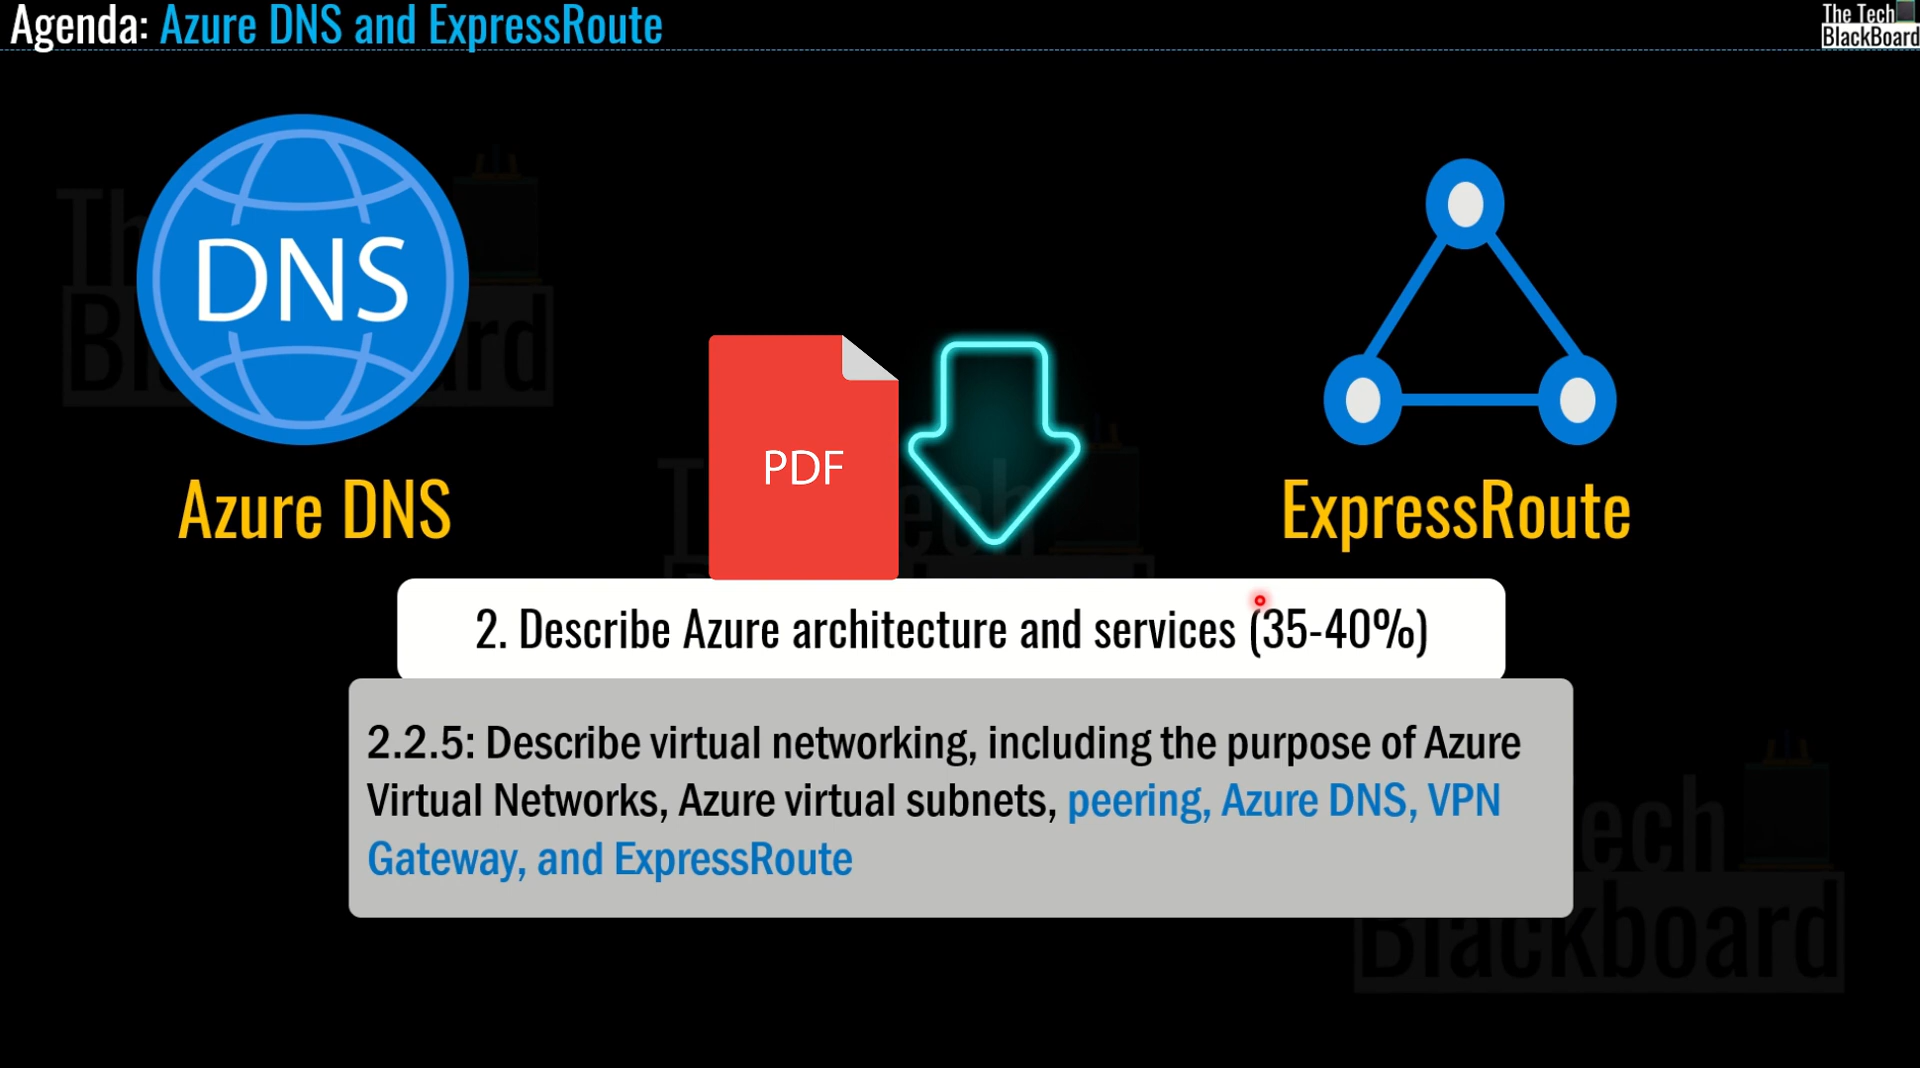 Agenda: Azure DNS and ExpressRoute
The Tech
BlackBoard
DNS
Azure DNS
PDF
ExpressRoute
2. Describe Azure architecture and services (35-40%)
2.2.5: Describe virtual networking, including the purpose of Azure
Virtual Networks, Azure virtual subnets, peering, Azure DNS, VPN
Gateway, and ExpressRoute
Blackboard